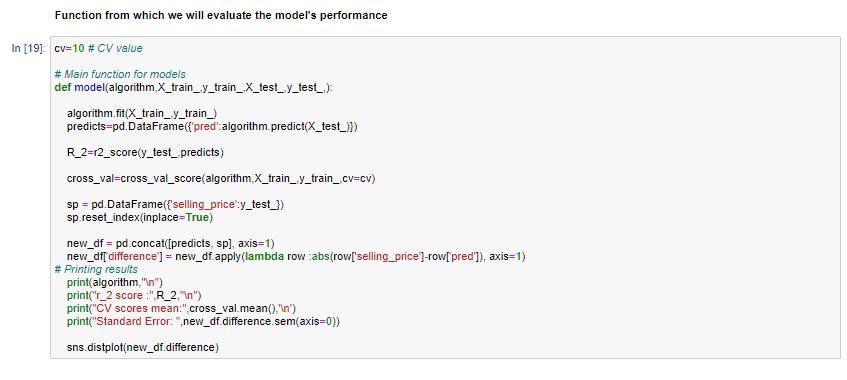 Function from which we will evaluate the model's performance
In [19]: cv=10 # CV value
# Main function for models
def model(algorithm,X_train_,y_train_,X_test_,y_test_,):
algorithm.fit(X_train_,y_train_)
predicts=pd.DataFrame({'pred':algorithm.predict(X_test_)})
R_2=r2_score(y_test_,predicts)
cross_val=cross_val_score(algorithm,X_train_,y_train_,cv=cv)
sp = pd.DataFrame({'selling_price':y_test_})
sp.reset_index(inplace=True)
new_df = pd.concat([predicts, sp], axis=1)
new_df['difference'] = new_df.apply(lambda row :abs(row['selling_price']-row['pred']), axis=1)
# Printing results
print(algorithm,"\n")
print("r_2 score :",R_2,"\n")
print("CV scores mean:",cross_val.mean(),"\n")
print("Standard Error: ",new_df.difference.sem(axis=0))
sns.distplot(new_df.difference)